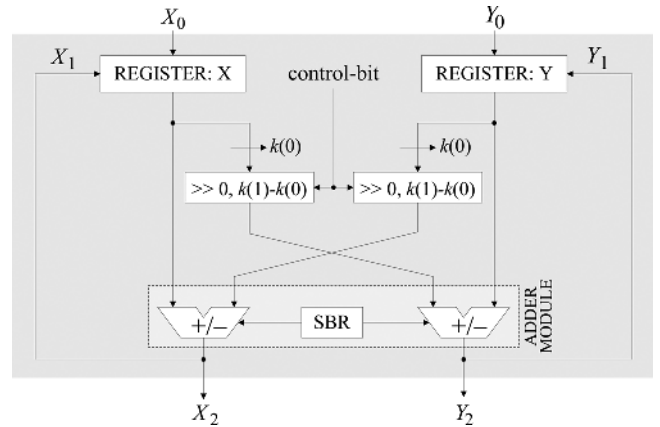 X0 Y0
X1 REGISTER: X REGISTER: Y Y1
control-bit
k(0) k(0)
>> 0, k(1)-k(0) >> 0, k(1)-k(0)
+/− SBR +/−
ADDER
MODULE
X2 Y2